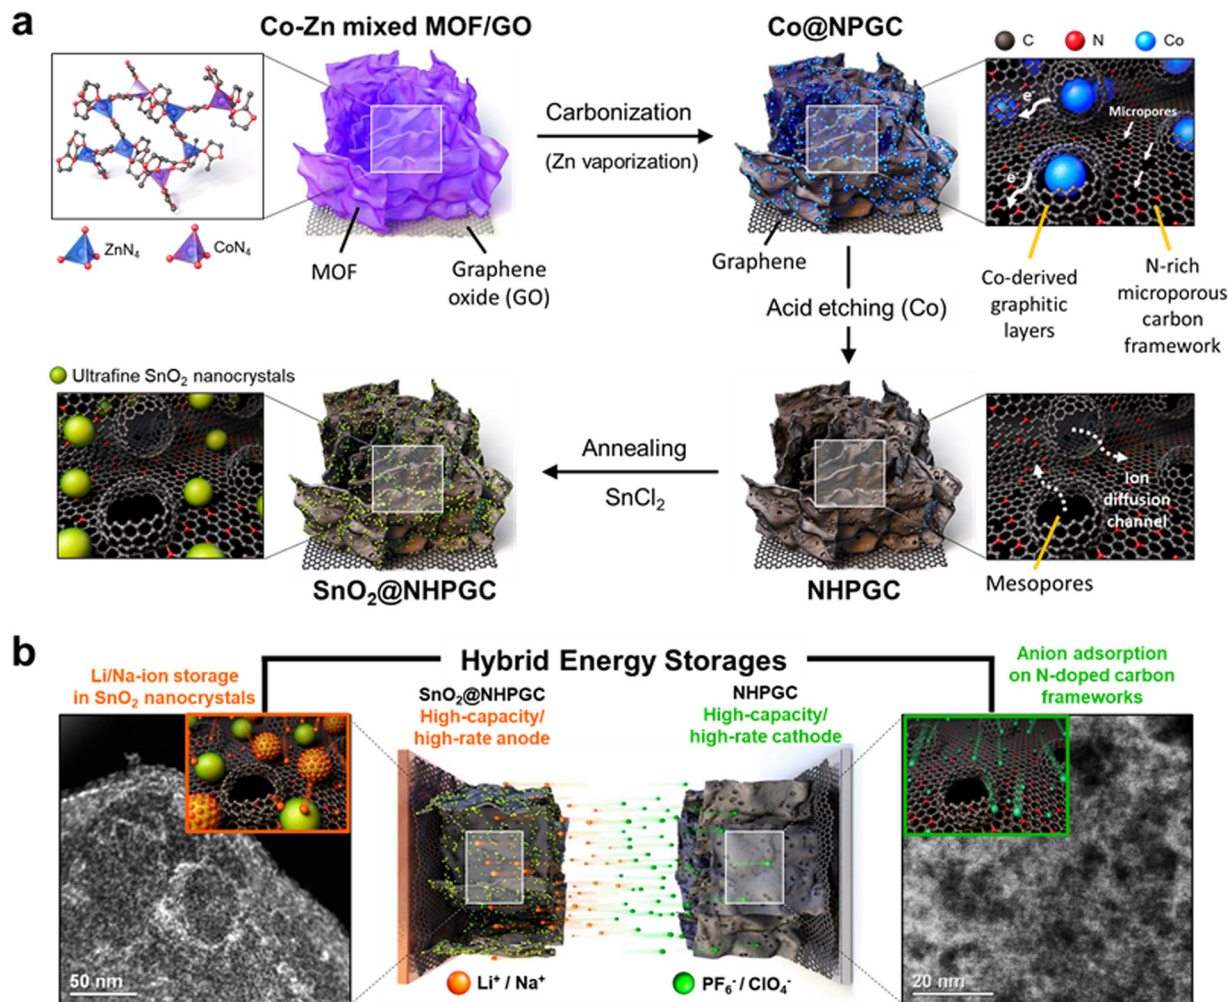 a
Co-Zn mixed MOF/GO
Co@NPGC
C
N
Co
Carbonization
(Zn vaporization)
e⁻
Micropores
e⁻
ZnN₄
CoN₄
MOF
Graphene
oxide (GO)
Graphene
Co-derived
graphitic
layers
N-rich
microporous
carbon
framework
Acid etching (Co)
Ultrafine SnO₂ nanocrystals
Annealing
SnCl₂
Ion
diffusion
channel
Mesopores
SnO₂@NHPGC
NHPGC
b
Hybrid Energy Storages
Li/Na-ion storage
in SnO₂ nanocrystals
SnO₂@NHPGC
High-capacity/
high-rate anode
NHPGC
High-capacity/
high-rate cathode
Anion adsorption
on N-doped carbon
frameworks
50 nm
Li⁺ / Na⁺
PF₆⁻ / ClO₄⁻
20 nm